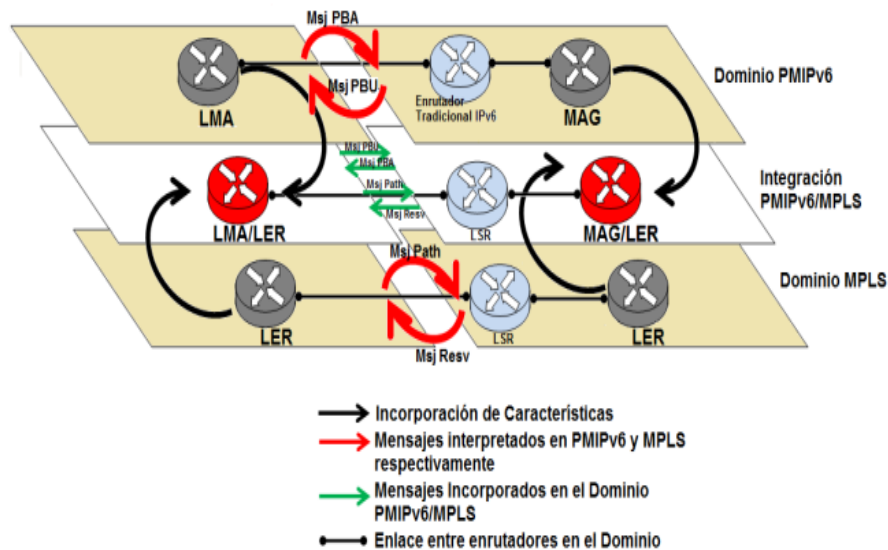 Msj PBA
Dominio PMIPv6
Msj PBU
Enrutador
Tradicional IPv6
LMA
MAG
Msj PBU
Msj PBA
Msj Path
Msj Resv
Integración
PMIPv6/MPLS
LMA/LER
LSR
MAG/LER
Msj Path
Dominio MPLS
LER
LSR
LER
Msj Resv
Incorporación de Características
Mensajes interpretados en PMIPv6 y MPLS
respectivamente
Mensajes Incorporados en el Dominio
PMIPv6/MPLS
Enlace entre enrutadores en el Dominio